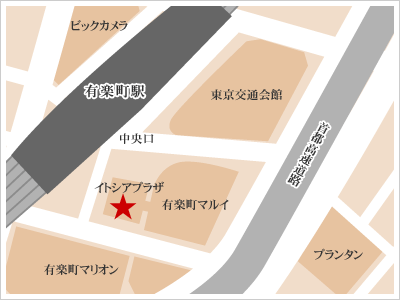 ビックカメラ
有楽町駅
東京交通会館
首都高速道路
中央口
イトシアプラザ
有楽町マルイ
プランタン
有楽町マリオン